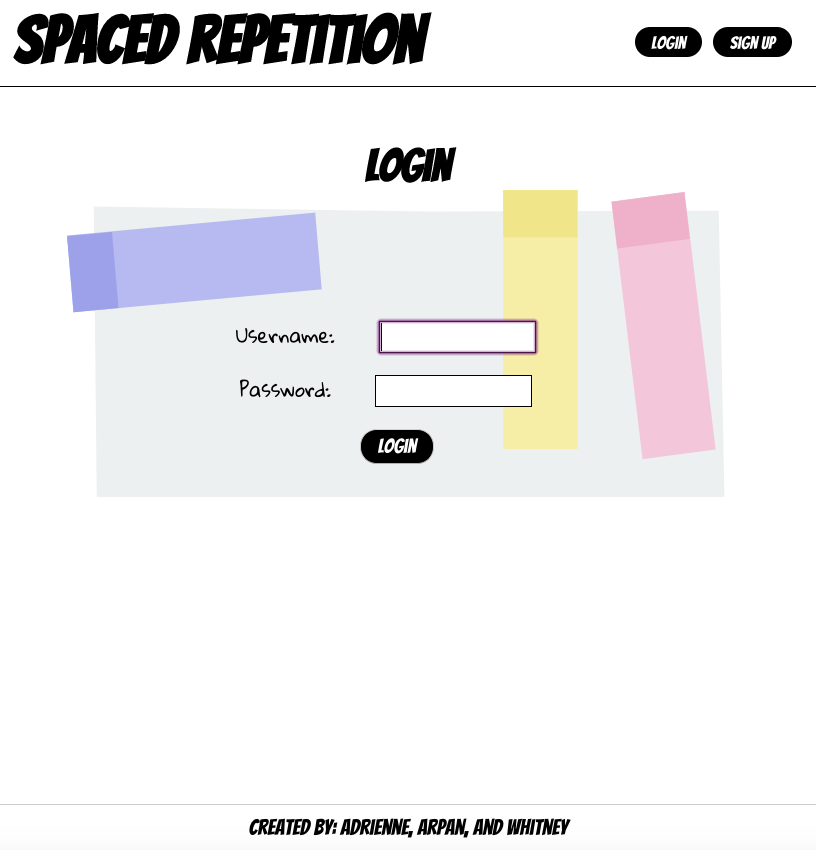 SPACED REPETITION
LOGIN SIGN UP
LOGIN
Username:
Password:
LOGIN
CREATED BY: ADRIENNE, ARPAN, AND WHITNEY